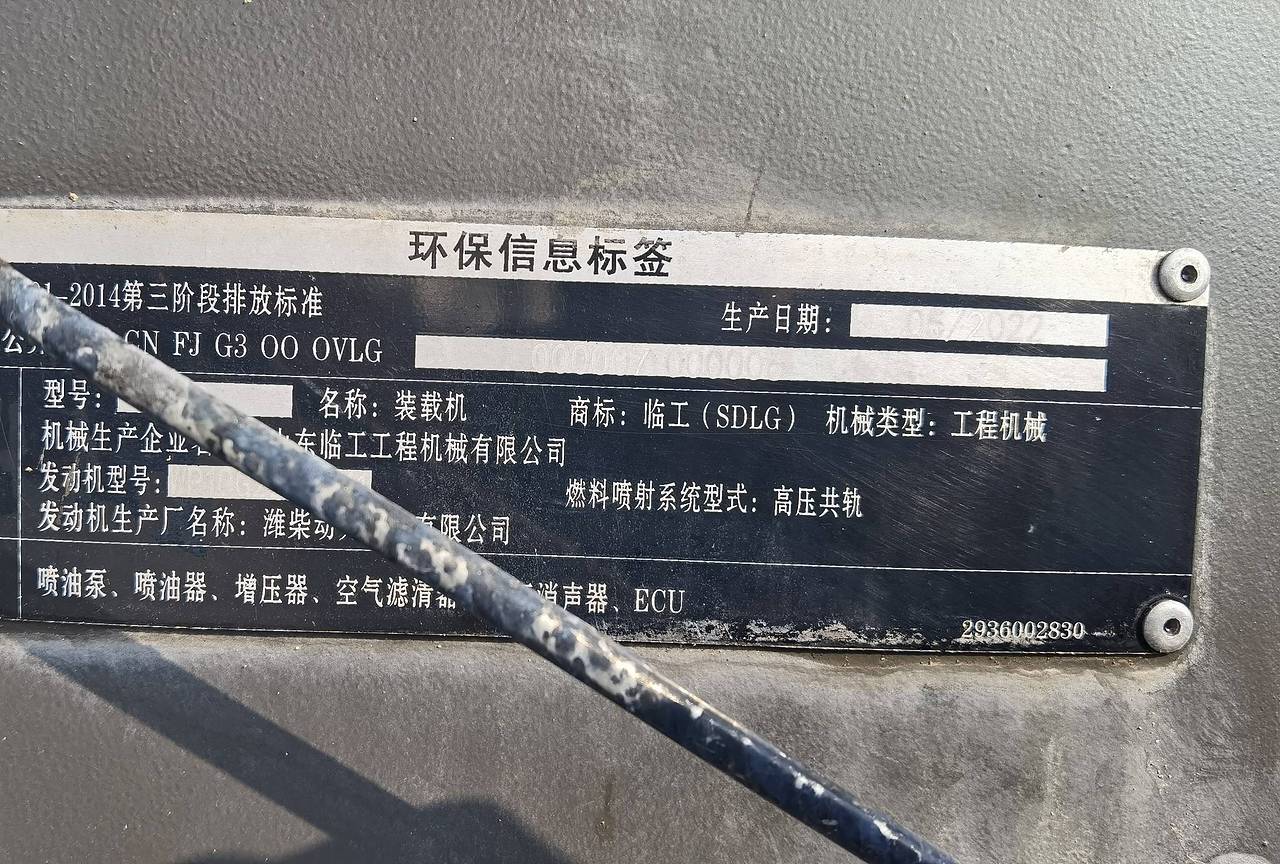 环保信息标签
1-2014第三阶段排放标准
生产日期: 05/2022
CN FJ G3 OO OVLG
型号: 名称: 装载机 商标: 临工(SDLG) 机械类型: 工程机械
机械生产企业 东临工工程机械有限公司
发动机型号: 燃料喷射系统型式: 高压共轨
发动机生产厂名称: 潍柴动 有限公司
喷油泵、喷油器、增压器、空气滤清器 消声器、ECU
2936002830